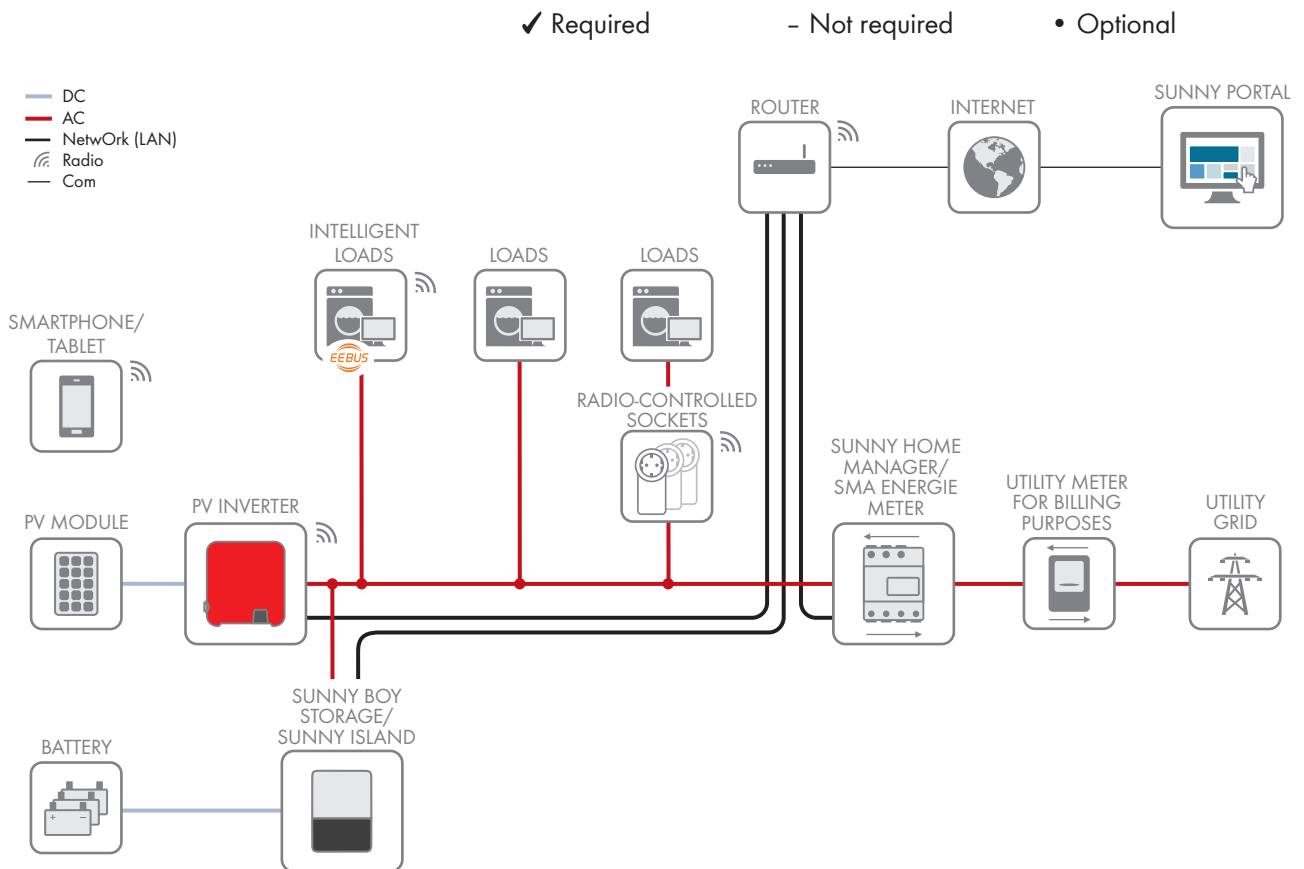 ✓ Required – Not required • Optional
DC
AC
NetwOrk (LAN)
Radio
Com
ROUTER
INTERNET
SUNNY PORTAL
INTELLIGENT
LOADS
EEBUS
LOADS
LOADS
SMARTPHONE/
TABLET
RADIO-CONTROLLED
SOCKETS
SUNNY HOME
MANAGER/
SMA ENERGIE
METER
UTILITY METER
FOR BILLING
PURPOSES
UTILITY
GRID
PV MODULE
PV INVERTER
SUNNY BOY
STORAGE/
SUNNY ISLAND
BATTERY
+ –